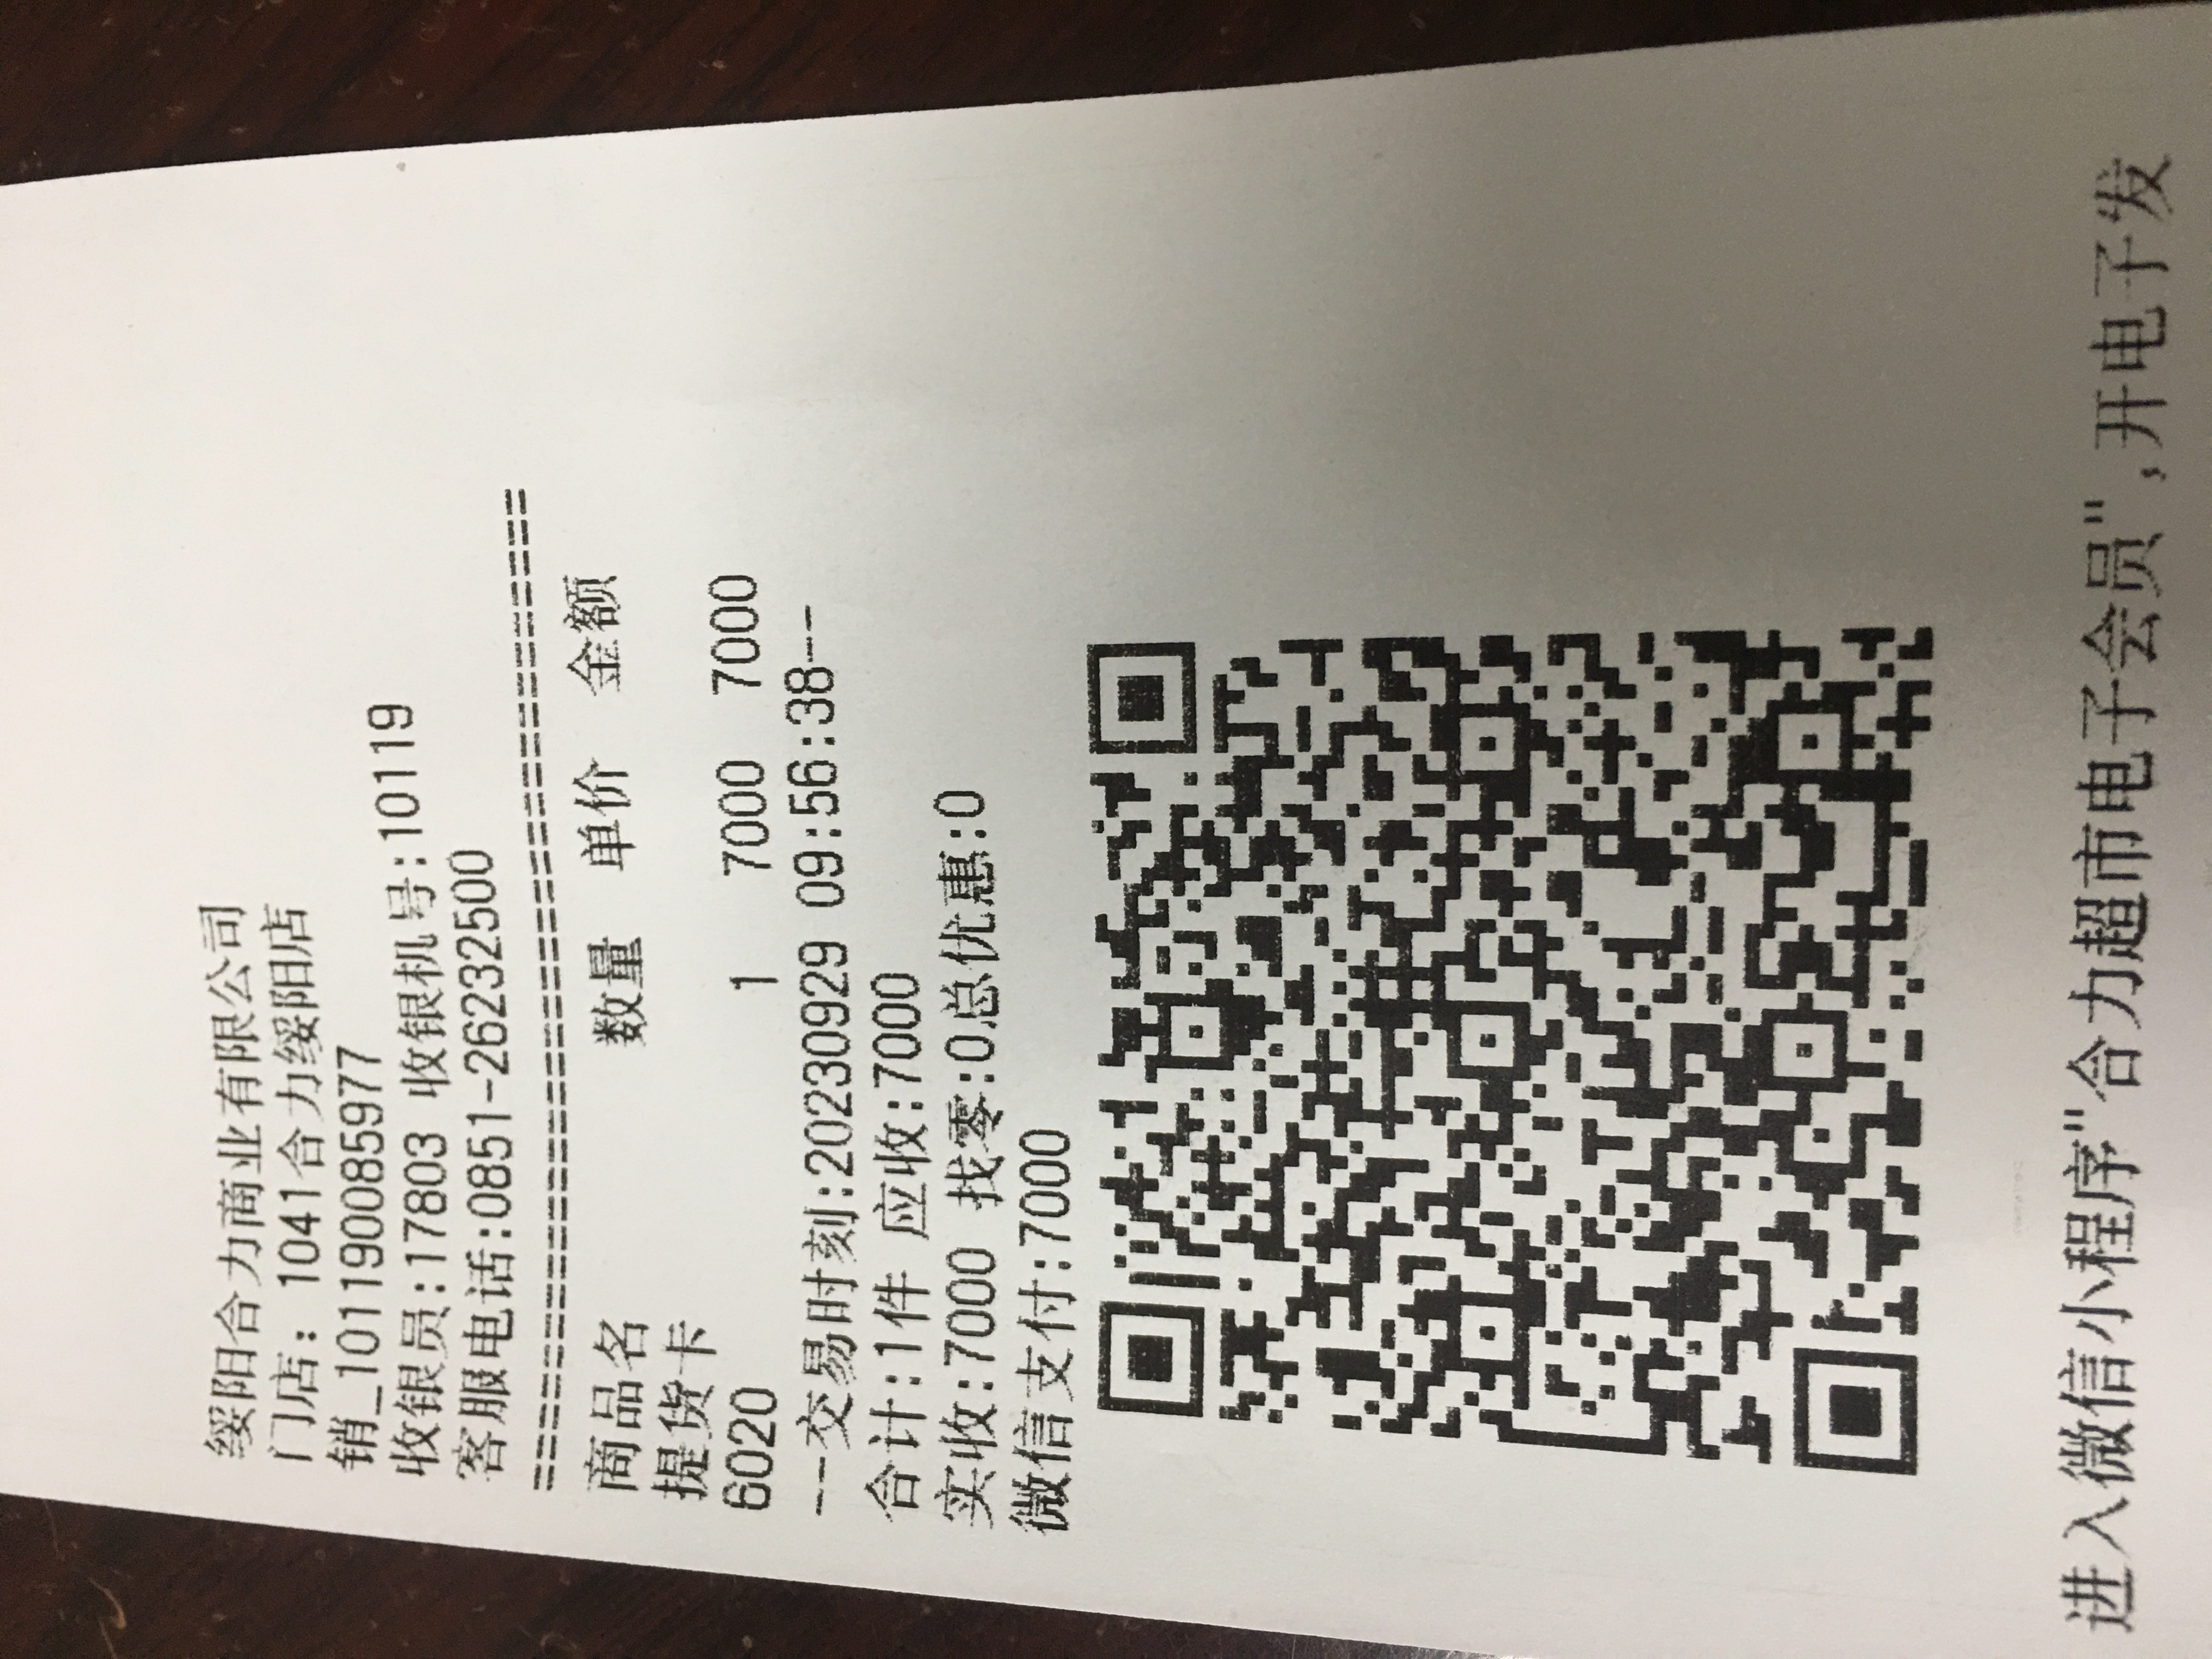 绥阳合力商业有限公司
门店: 1041合力绥阳店
销_101190085977
收银员:17803 收银机号:10119
客服电话:0851-26232500
================================================
商品名 数量 单价 金额
提货卡
6020 1 7000 7000
--交易时刻:20230929 09:56:38--
合计:1件 应收:7000
实收:7000 找零:0总优惠:0
微信支付:7000
进入微信小程序"合力超市电子会员",开电子发